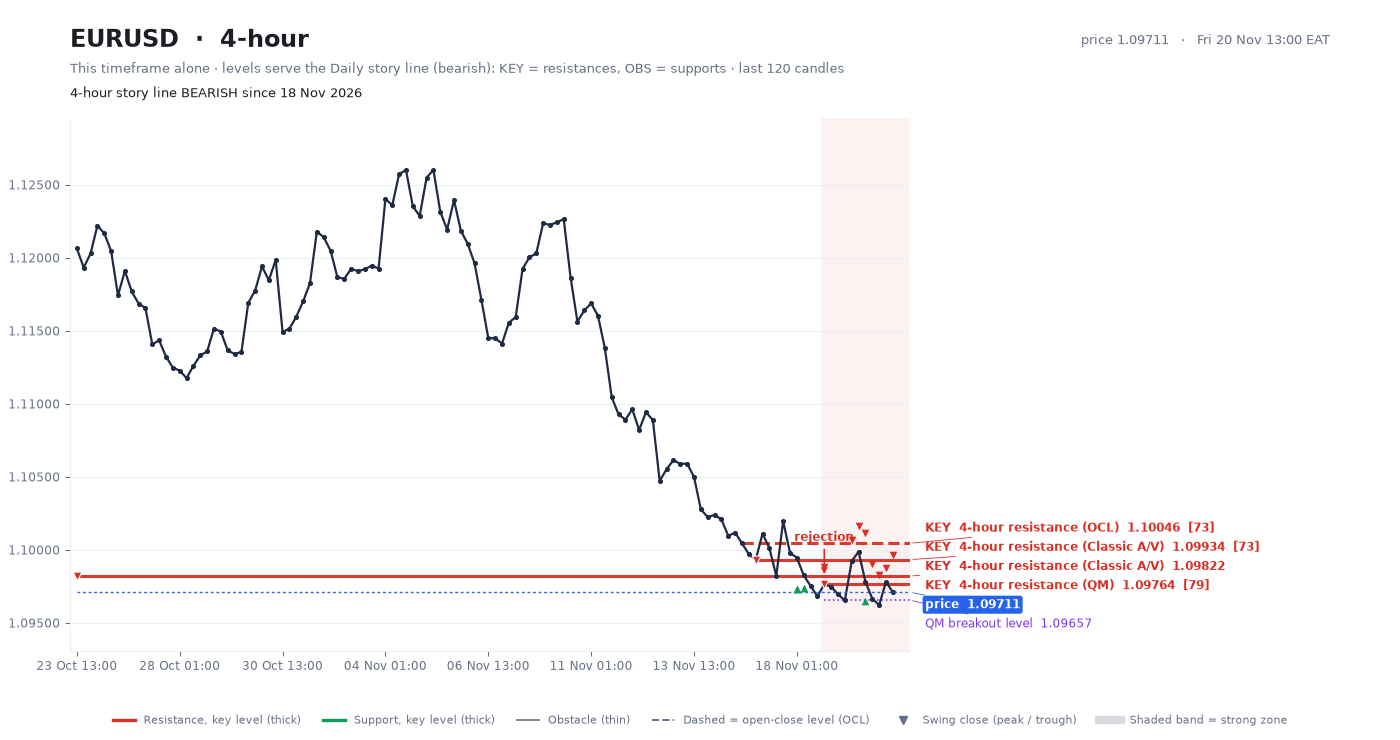 EURUSD · 4-hour
price 1.09711 · Fri 20 Nov 13:00 EAT
This timeframe alone · levels serve the Daily story line (bearish): KEY = resistances, OBS = supports · last 120 candles
4-hour story line BEARISH since 18 Nov 2026
1.12500
1.12000
1.11500
1.11000
1.10500
1.10000
1.09500
rejection
KEY 4-hour resistance (OCL) 1.10046 [73]
KEY 4-hour resistance (Classic A/V) 1.09934 [73]
KEY 4-hour resistance (Classic A/V) 1.09822
KEY 4-hour resistance (QM) 1.09764 [79]
price 1.09711
QM breakout level 1.09657
23 Oct 13:00 28 Oct 01:00 30 Oct 13:00 04 Nov 01:00 06 Nov 13:00 11 Nov 01:00 13 Nov 13:00 18 Nov 01:00
Resistance, key level (thick) Support, key level (thick) Obstacle (thin) Dashed = open-close level (OCL) Swing close (peak / trough) Shaded band = strong zone